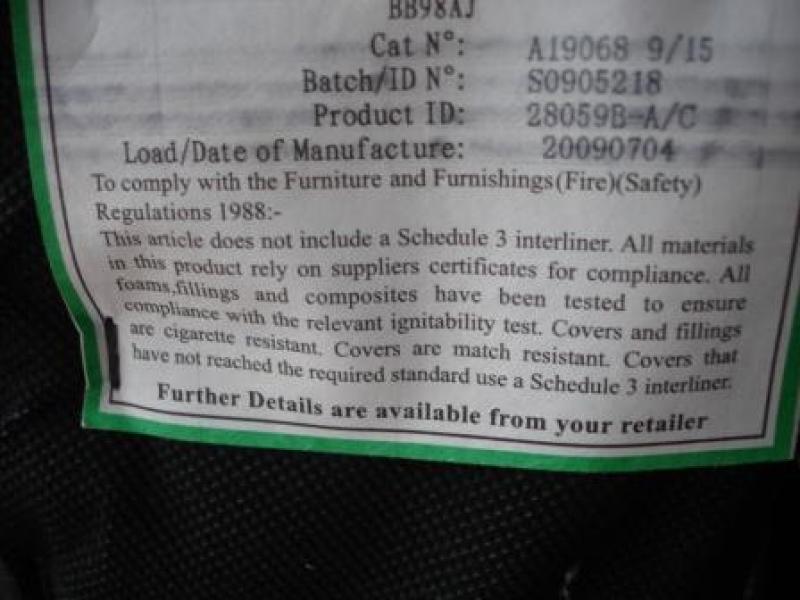 BB98AJ
Cat N°: A19068 9/15
Batch/ID N°: S0905218
Product ID: 28059B-A/C
Load/Date of Manufacture: 20090704
To comply with the Furniture and Furnishings(Fire)(Safety)
Regulations 1988:-
This article does not include a Schedule 3 interliner. All materials
in this product rely on suppliers certificates for compliance. All
foams,fillings and composites have been tested to ensure
compliance with the relevant ignitability test. Covers and fillings
are cigarette resistant. Covers are match resistant. Covers that
have not reached the required standard use a Schedule 3 interliner.
Further Details are available from your retailer